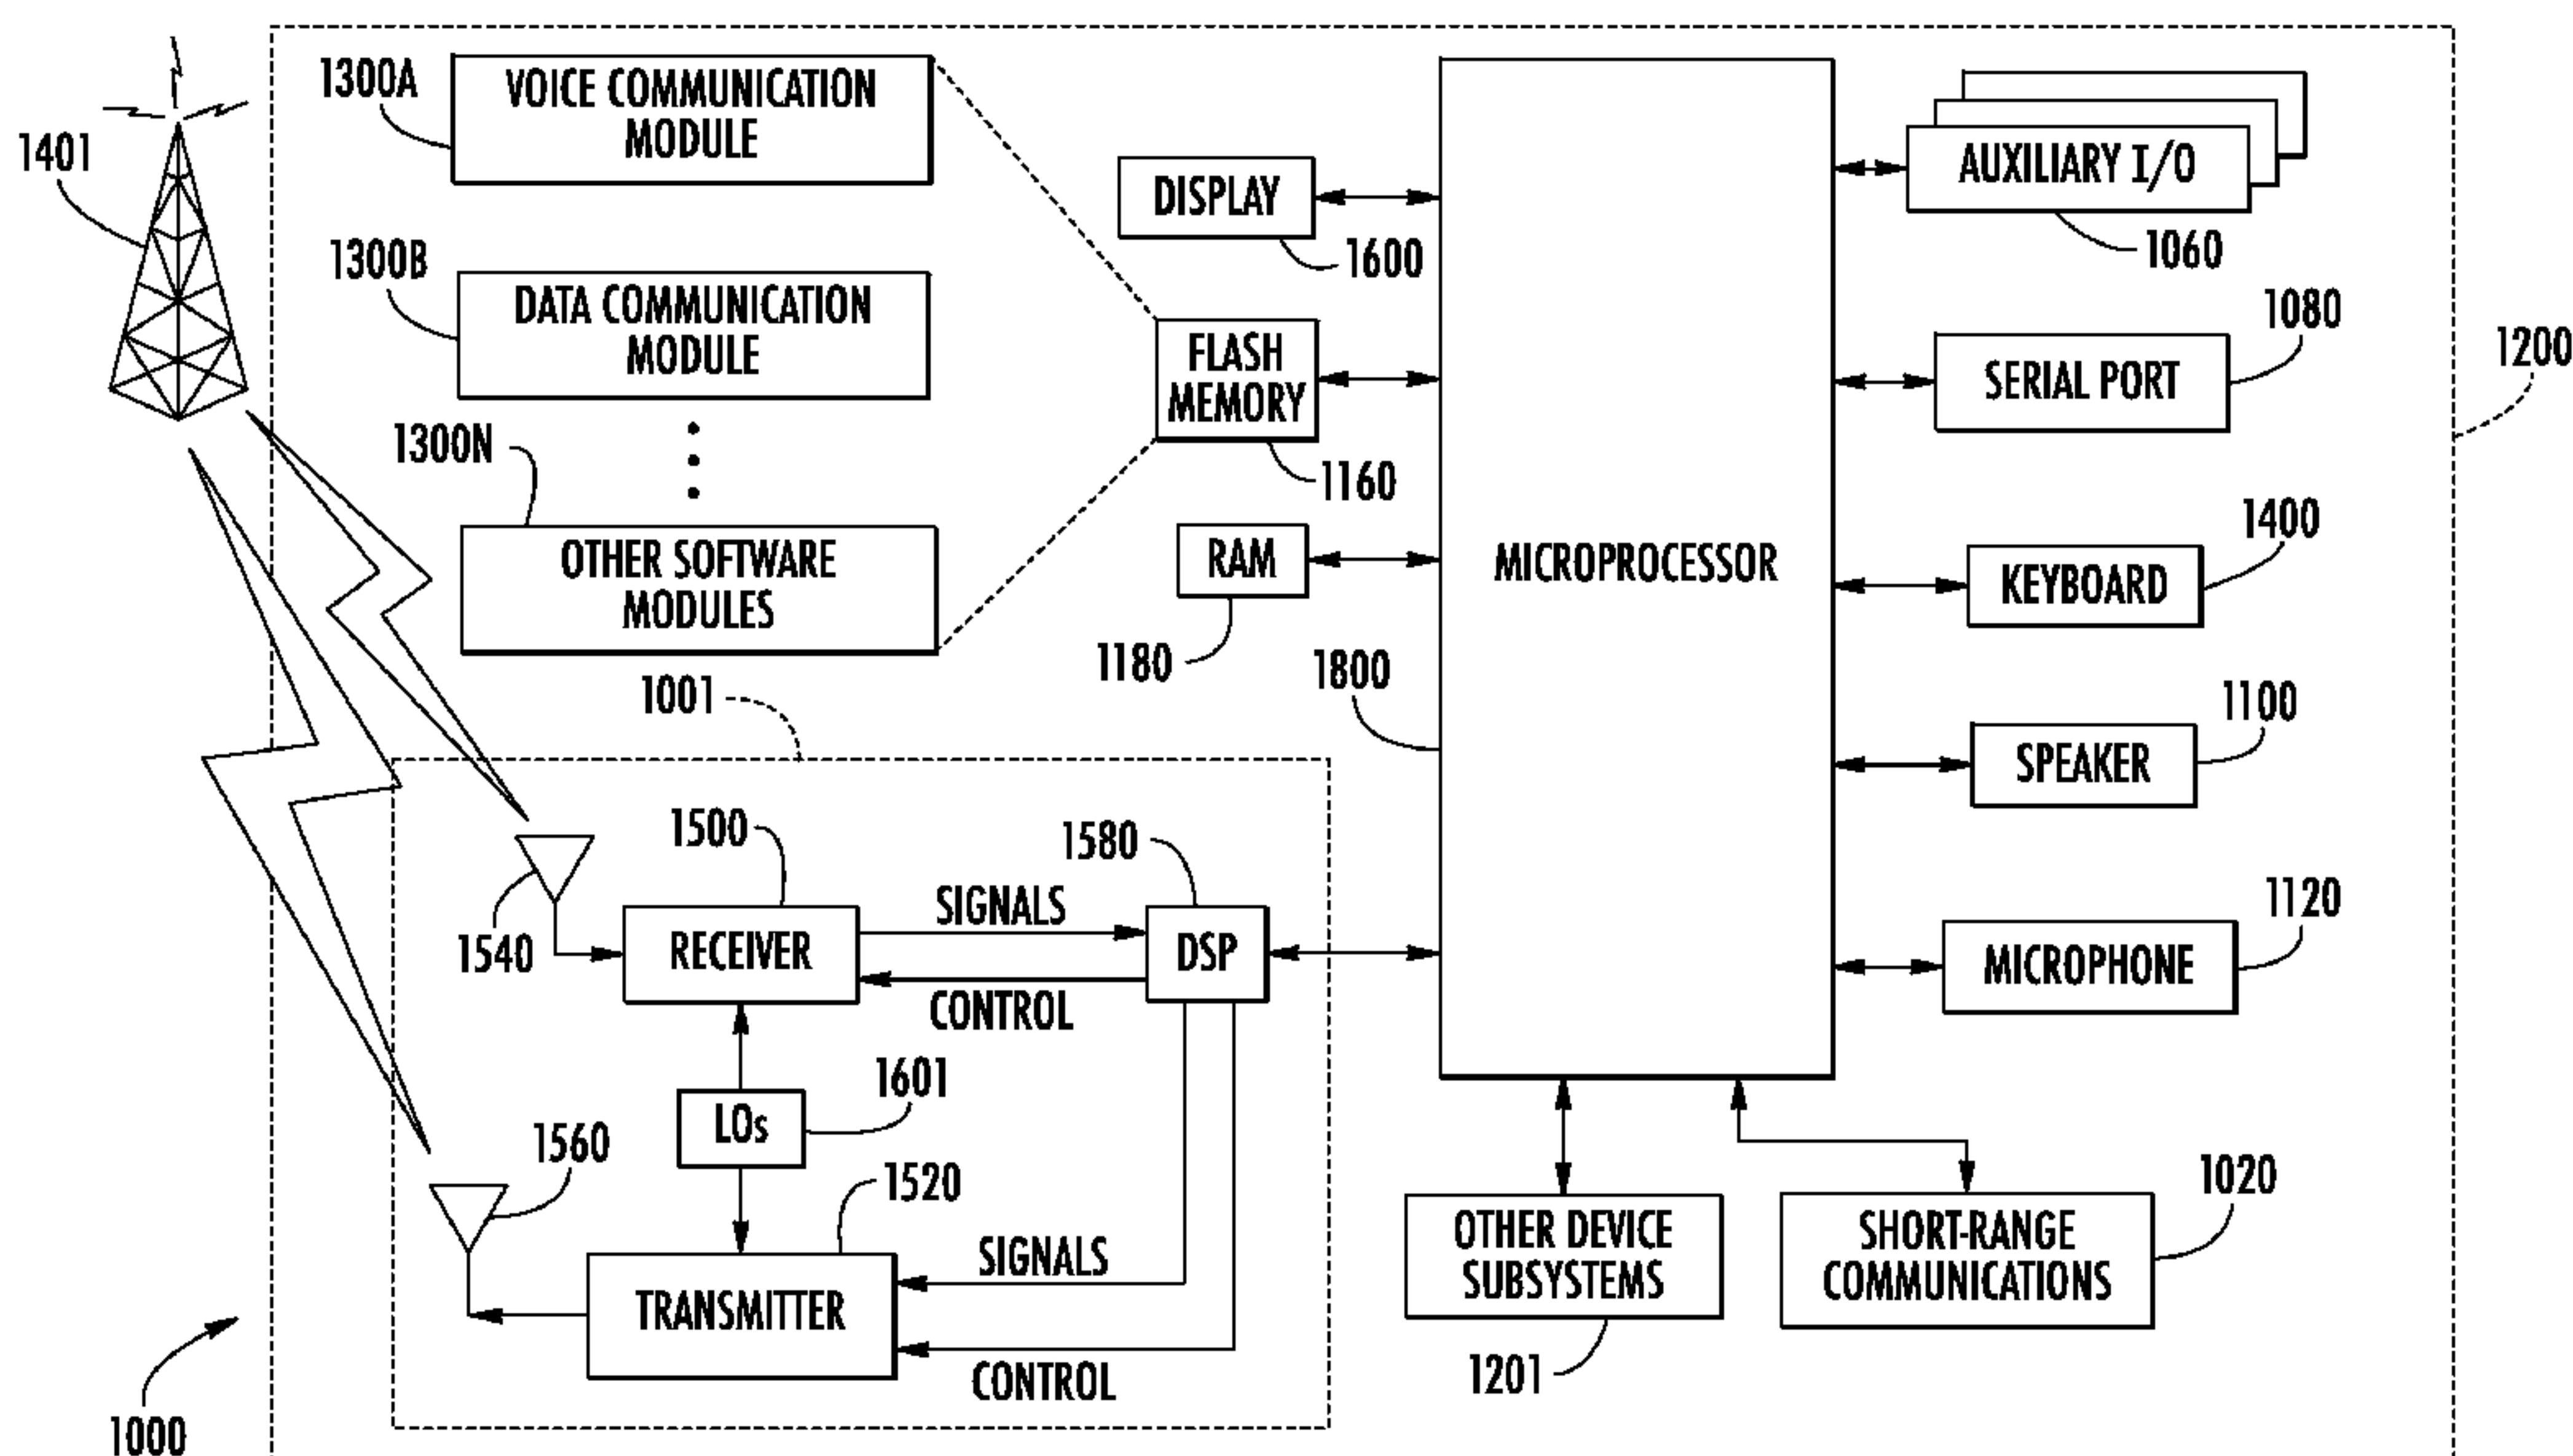 1300A
VOICE COMMUNICATION
MODULE
1401
1300B
DATA COMMUNICATION
MODULE
1300N
OTHER SOFTWARE
MODULES
DISPLAY
1600
FLASH
MEMORY
1160
RAM
1180
1800
MICROPROCESSOR
AUXILIARY I/O
1060
1080
SERIAL PORT
1200
1400
KEYBOARD
1100
SPEAKER
1120
MICROPHONE
1001
1500
1580
1540
RECEIVER
SIGNALS
DSP
CONTROL
1601
LOs
1560
1520
SIGNALS
TRANSMITTER
CONTROL
OTHER DEVICE
SUBSYSTEMS
1201
1020
SHORT-RANGE
COMMUNICATIONS
1000